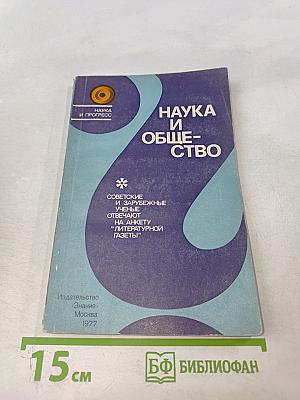 НАУКА
И ПРОГРЕСС
НАУКА
И
ОБЩЕ-
СТВО
*
СОВЕТСКИЕ
И ЗАРУБЕЖНЫЕ
УЧЕНЫЕ
ОТВЕЧАЮТ
НА АНКЕТУ
"ЛИТЕРАТУРНОЙ
ГАЗЕТЫ"
Издательство
«Знание»
Москва
1977
15 см
БФ БИБЛИОФАН